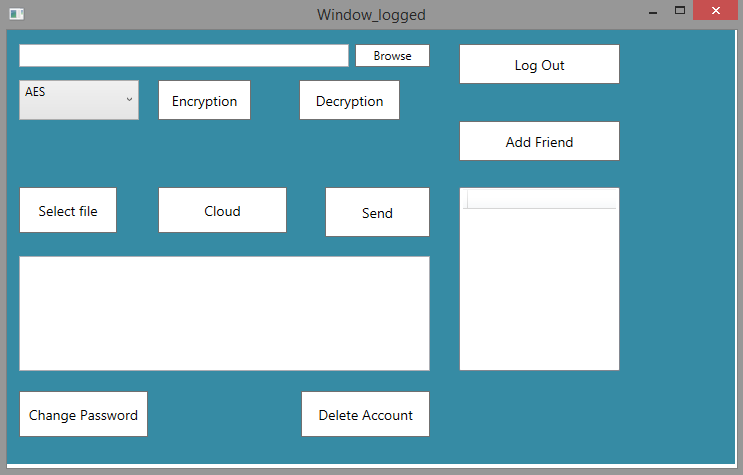 Window_logged
Browse
Log Out
AES
Encryption
Decryption
Add Friend
Select file
Cloud
Send
Change Password
Delete Account